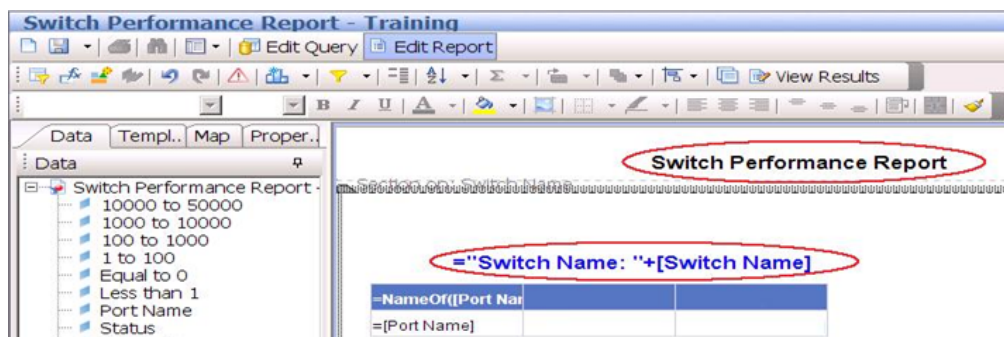 Switch Performance Report - Training
Edit Query Edit Report
View Results
B I U A
Data Templ.. Map Proper..
Data
Switch Performance Report -
10000 to 50000
1000 to 10000
100 to 1000
1 to 100
Equal to 0
Less than 1
Port Name
Status
Switch Performance Report
Section on: Switch Name
="Switch Name: "+[Switch Name]
=NameOf([Port Nar
=[Port Name]